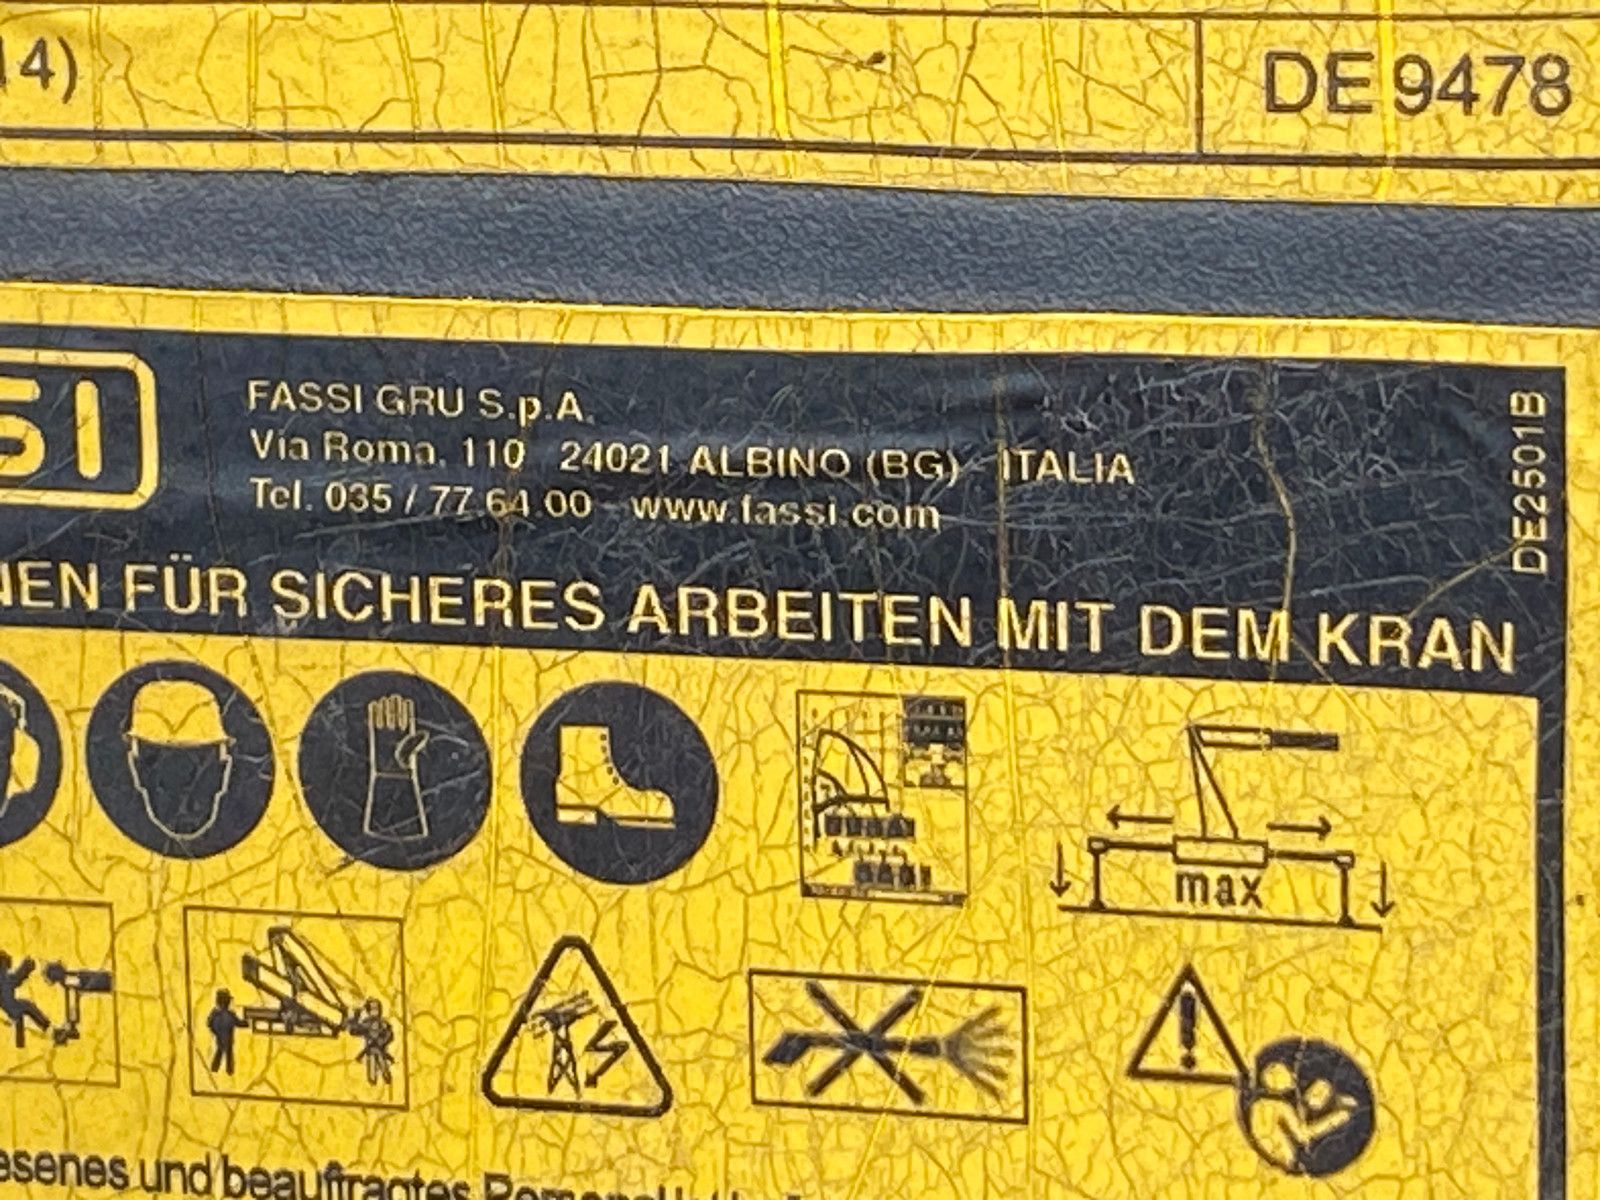 14)
DE 9478
SI
FASSI GRU S.p.A.
Via Roma, 110 24021 ALBINO (BG) ITALIA
Tel. 035 / 77.64.00 - www.fassi.com
DE2501B
NEN FÜR SICHERES ARBEITEN MIT DEM KRAN
max
esenes und beauftragtes